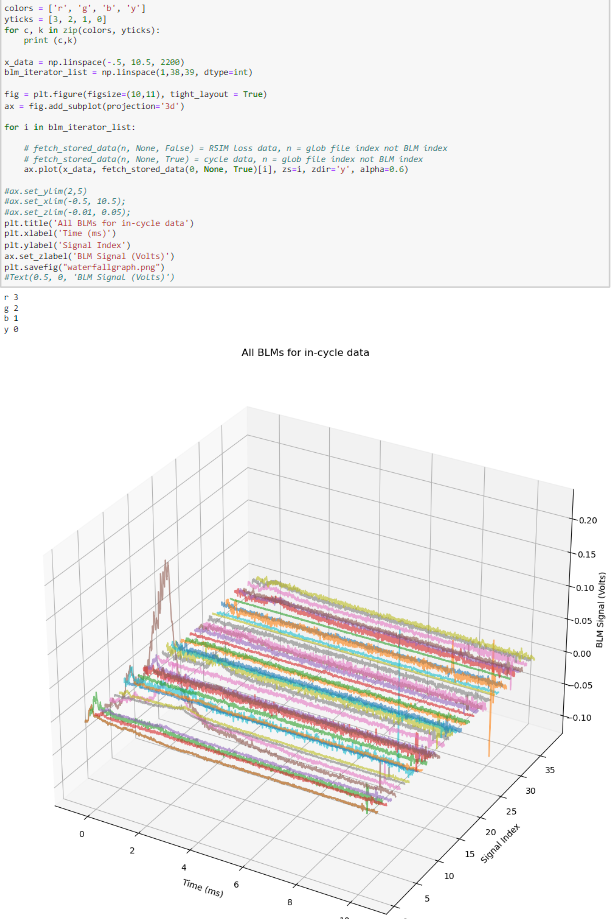 colors = ['r', 'g', 'b', 'y']
yticks = [3, 2, 1, 0]
for c, k in zip(colors, yticks):
    print (c,k)

x_data = np.linspace(-.5, 10.5, 2200)
blm_iterator_list = np.linspace(1,38,39, dtype=int)

fig = plt.figure(figsize=(10,11), tight_layout = True)
ax = fig.add_subplot(projection='3d')

for i in blm_iterator_list:

    # fetch_stored_data(n, None, False) = R5IM Loss data, n = glob file index not BLM index
    # fetch_stored_data(n, None, True) = cycle data, n = glob file index not BLM index
    ax.plot(x_data, fetch_stored_data(0, None, True)[i], zs=i, zdir='y', alpha=0.6)

#ax.set_ylim(2,5)
#ax.set_xlim(-0.5, 10.5);
#ax.set_zlim(-0.01, 0.05);
plt.title('All BLMs for in-cycle data')
plt.xlabel('Time (ms)')
plt.ylabel('Signal Index')
ax.set_zlabel('BLM Signal (Volts)')
plt.savefig("waterfallgraph.png")
#Text(0.5, 0, 'BLM Signal (Volts)')
r 3
g 2
b 1
y 0
All BLMs for in-cycle data
0.20
0.15
0.10
0.05
0.00
−0.05
−0.10
BLM Signal (Volts)
35
30
25
20
15
10
5
Signal Index
0
2
4
6
8
Time (ms)